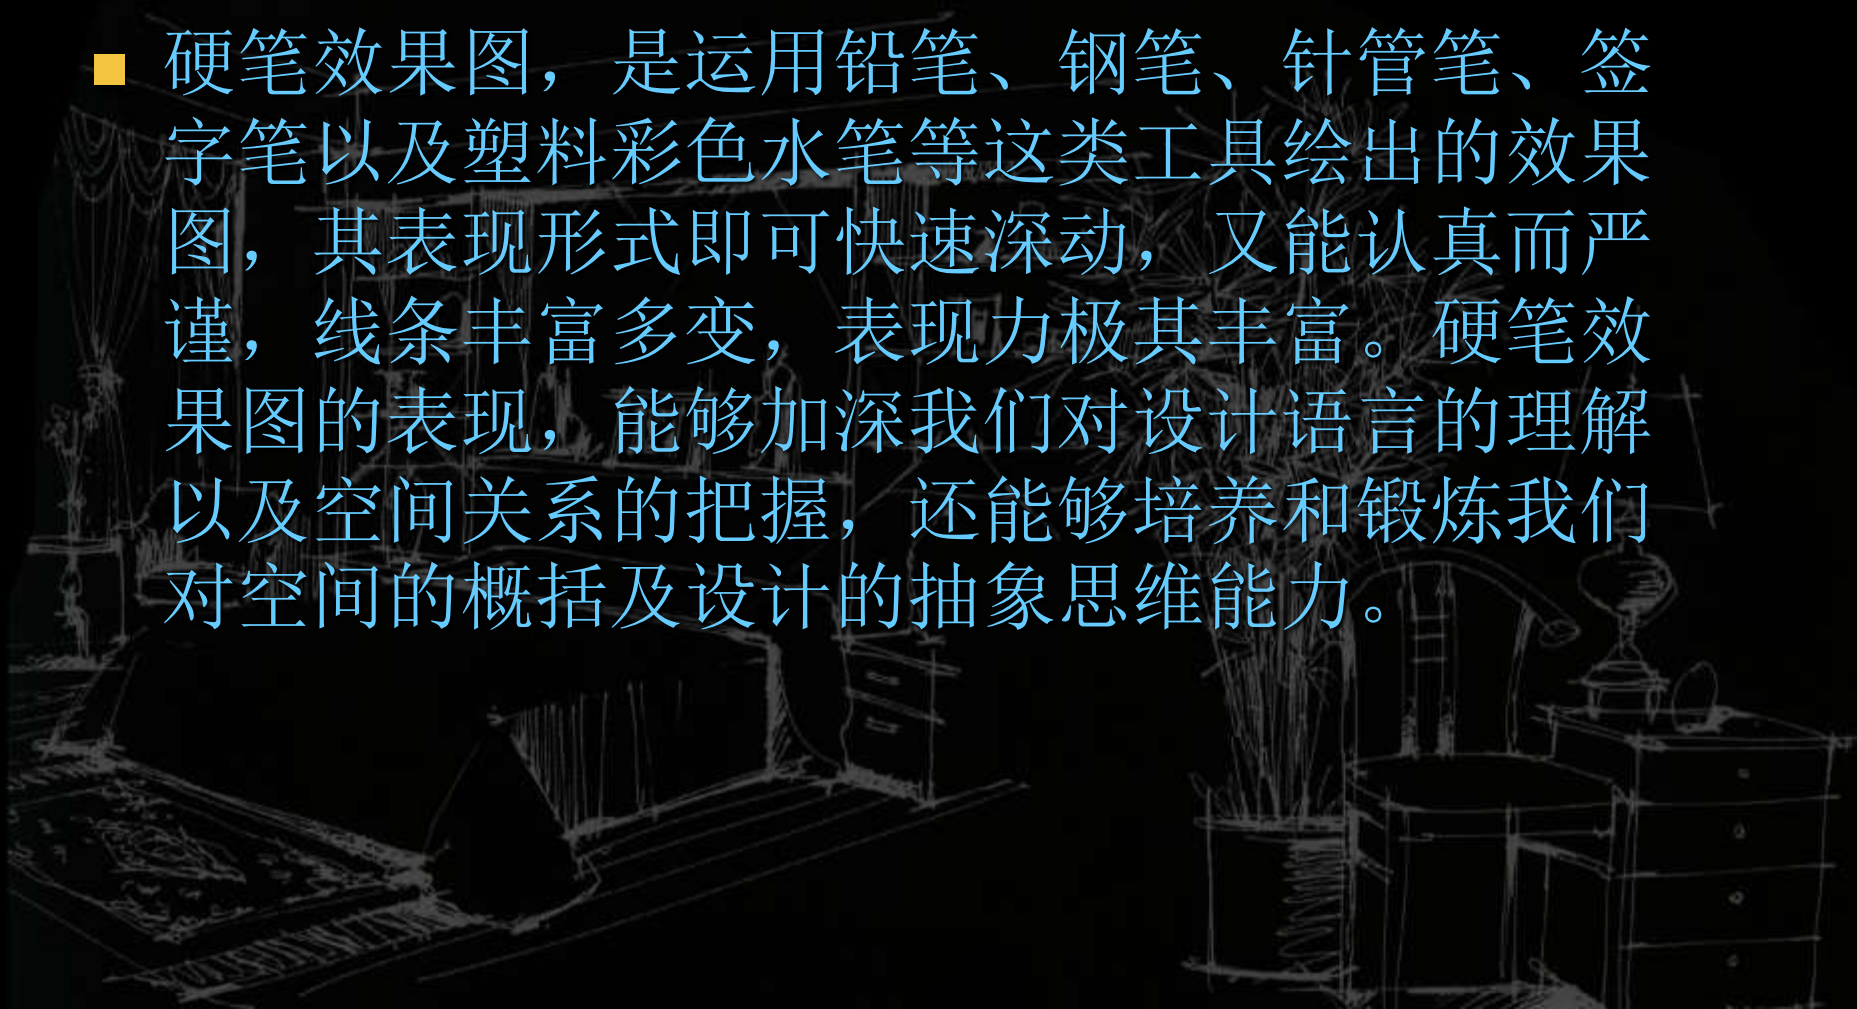 硬笔效果图，是运用铅笔、钢笔、针管笔、签
字笔以及塑料彩色水笔等这类工具绘出的效果
图，其表现形式即可快速深动，又能认真而严
谨，线条丰富多变，表现力极其丰富。硬笔效
果图的表现，能够加深我们对设计语言的理解
以及空间关系的把握，还能够培养和锻炼我们
对空间的概括及设计的抽象思维能力。